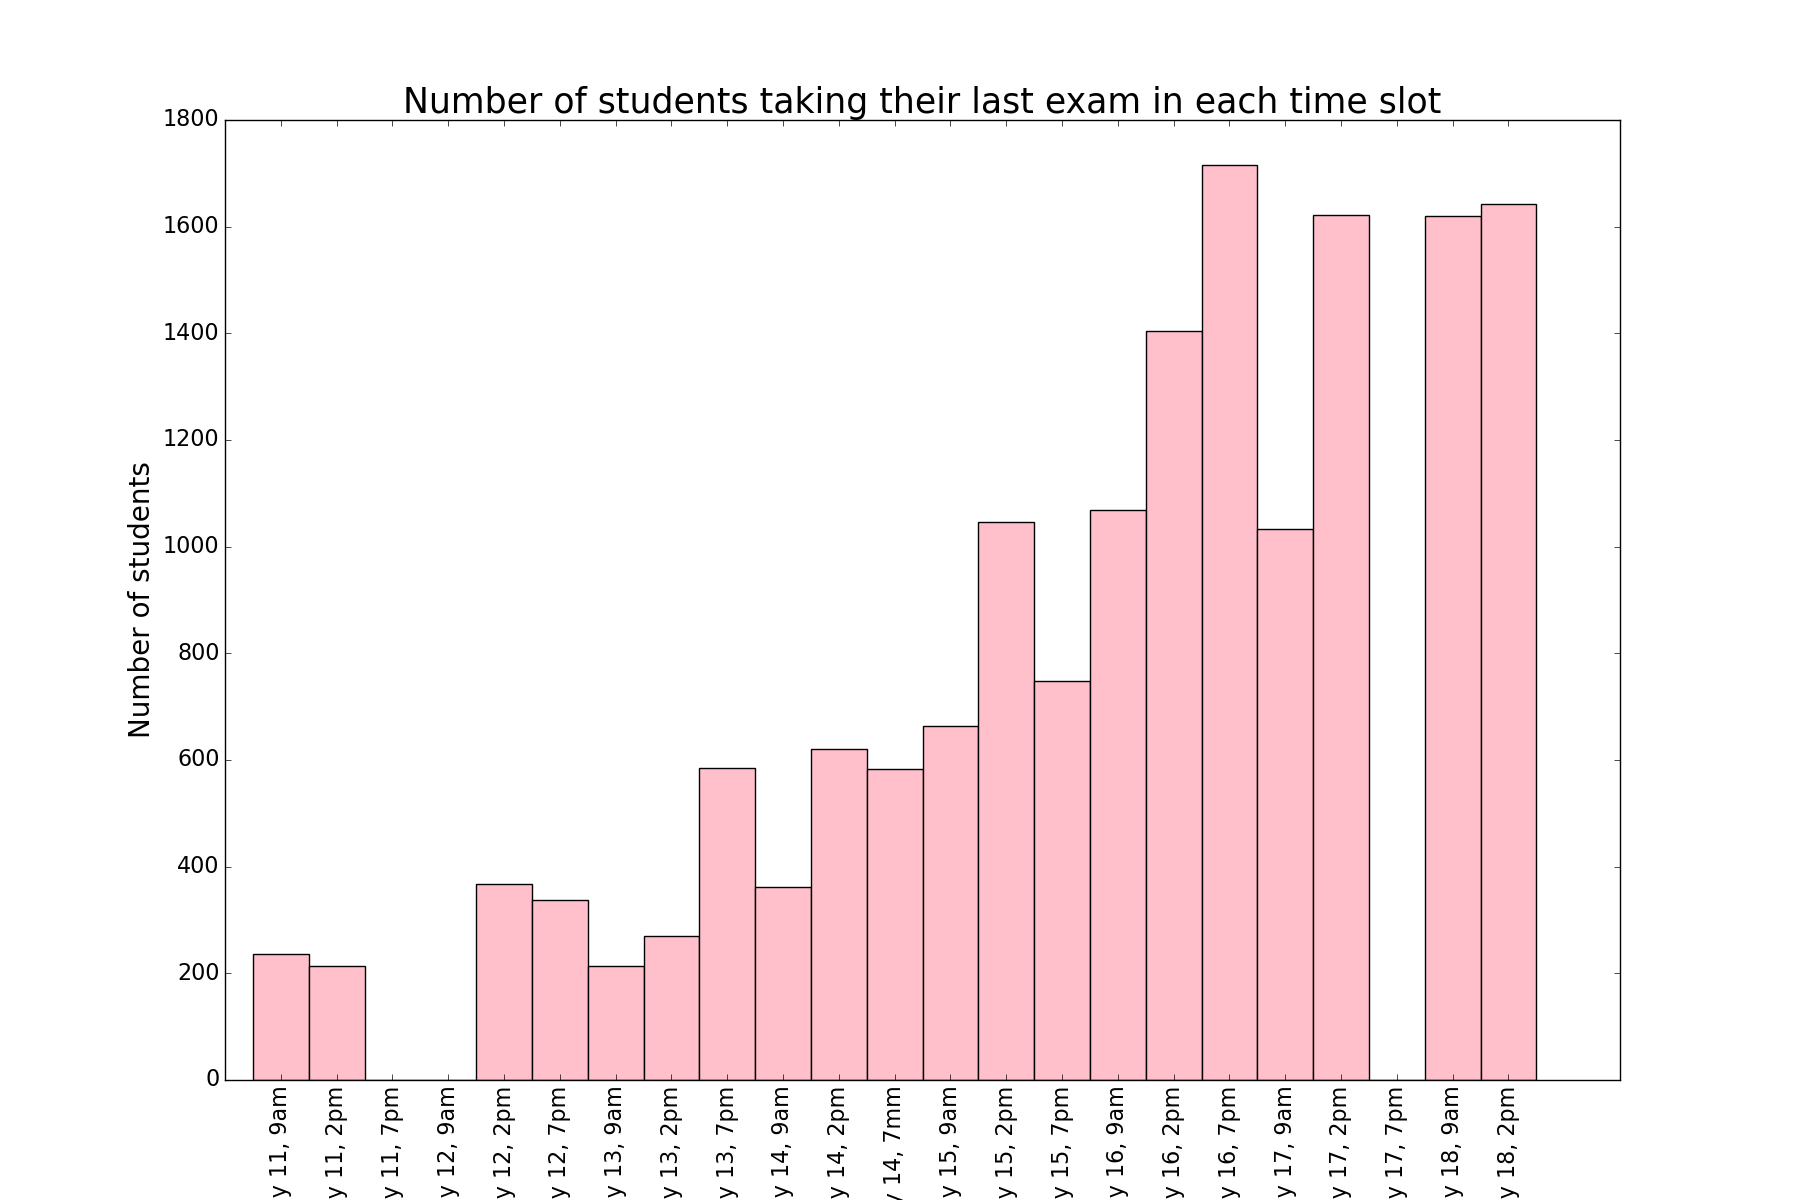 Number of students taking their last exam in each time slot
1800
1600
1400
1200
1000
800
600
400
200
0
Number of students
y 11, 9am
y 11, 2pm
y 11, 7pm
y 12, 9am
y 12, 2pm
y 12, 7pm
y 13, 9am
y 13, 2pm
y 13, 7pm
y 14, 9am
y 14, 2pm
y 14, 7mm
y 15, 9am
y 15, 2pm
y 15, 7pm
y 16, 9am
y 16, 2pm
y 16, 7pm
y 17, 9am
y 17, 2pm
y 17, 7pm
y 18, 9am
y 18, 2pm